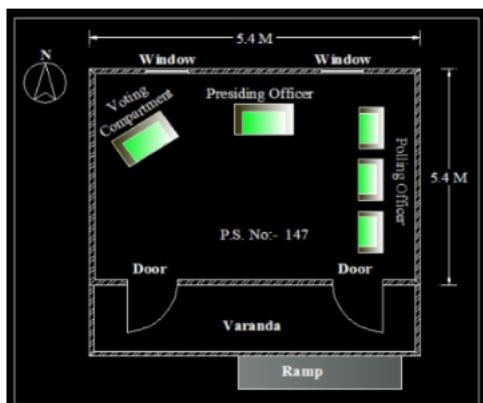 5.4 M
N
Window
Window
Voting
Compartment
Presiding Officer
Polling Officer
5.4 M
P.S. No:- 147
Door
Door
Varanda
Ramp